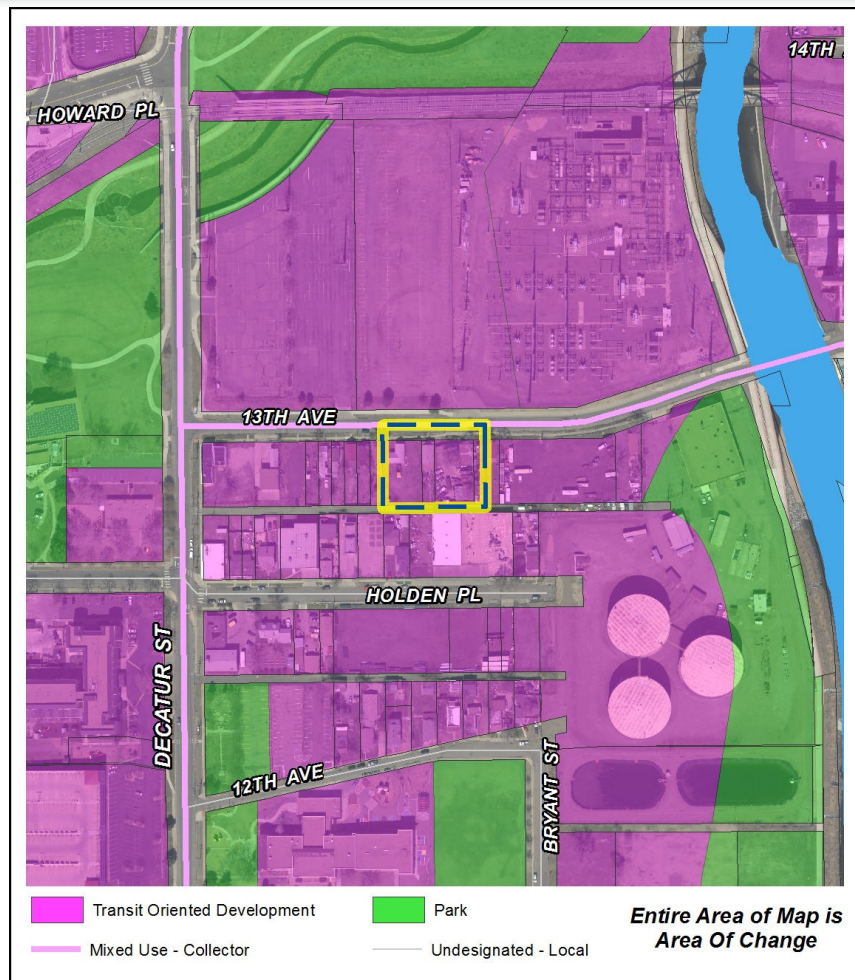 14TH
HOWARD PL
13TH AVE
HOLDEN PL
DECATUR ST
12TH AVE
BRYANT ST
Transit Oriented Development
Park
Mixed Use - Collector
Undesignated - Local
Entire Area of Map is
Area Of Change